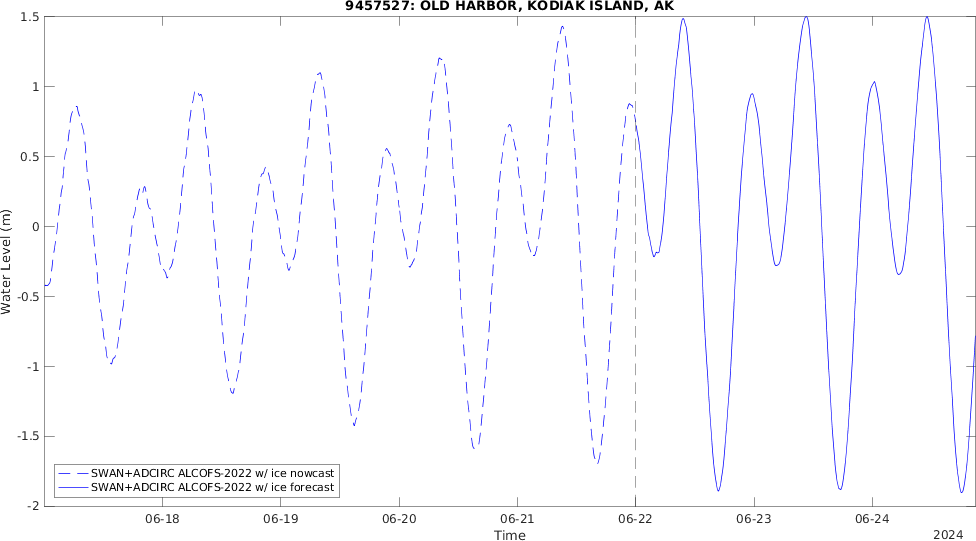 9457527: OLD HARBOR, KODIAK ISLAND, AK
1.5
1
0.5
0
-0.5
-1
-1.5
-2
Water Level (m)
SWAN+ADCIRC ALCOFS-2022 w/ ice nowcast
SWAN+ADCIRC ALCOFS-2022 w/ ice forecast
06-18 06-19 06-20 06-21 06-22 06-23 06-24
Time
2024